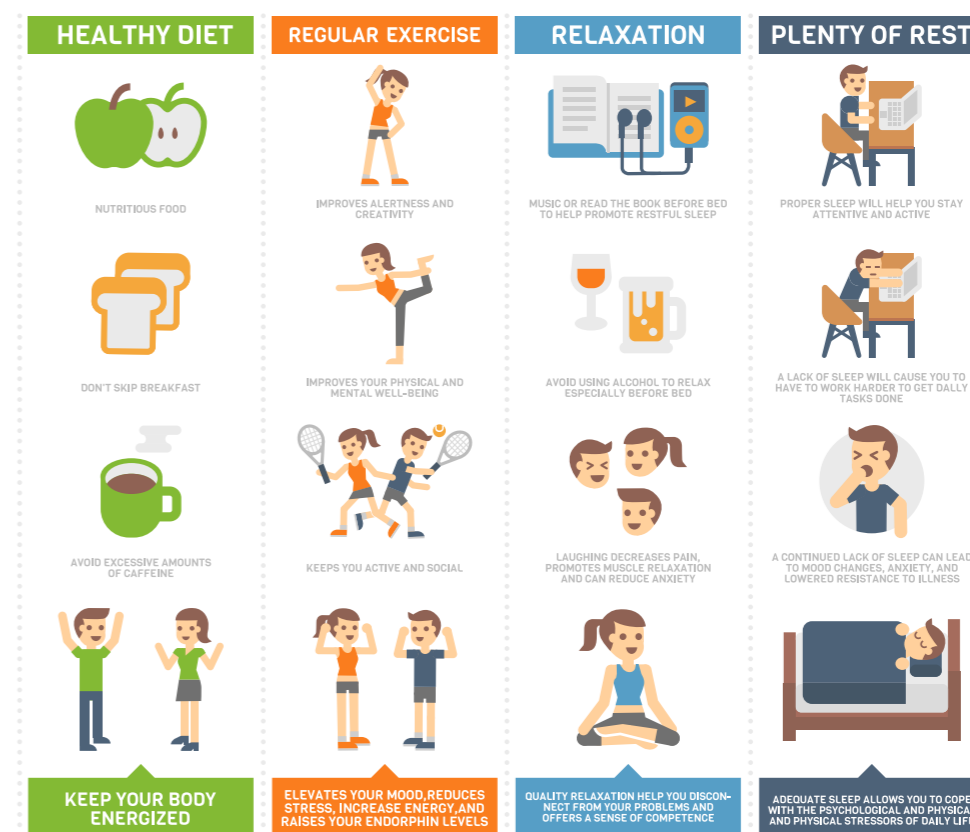 HEALTHY DIET
NUTRITIOUS FOOD
DON'T SKIP BREAKFAST
AVOID EXCESSIVE AMOUNTS
OF CAFFEINE
KEEP YOUR BODY
ENERGIZED
REGULAR EXERCISE
IMPROVES ALERTNESS AND
CREATIVITY
IMPROVES YOUR PHYSICAL AND
MENTAL WELL-BEING
KEEPS YOU ACTIVE AND SOCIAL
ELEVATES YOUR MOOD,REDUCES
STRESS, INCREASE ENERGY,AND
RAISES YOUR ENDORPHIN LEVELS
RELAXATION
MUSIC OR READ THE BOOK BEFORE BED
TO HELP PROMOTE RESTFUL SLEEP
AVOID USING ALCOHOL TO RELAX
ESPECIALLY BEFORE BED
LAUGHING DECREASES PAIN,
PROMOTES MUSCLE RELAXATION
AND CAN REDUCE ANXIETY
QUALITY RELAXATION HELP YOU DISCON-
NECT FROM YOUR PROBLEMS AND
OFFERS A SENSE OF COMPETENCE
PLENTY OF REST
PROPER SLEEP WILL HELP YOU STAY
ATTENTIVE AND ACTIVE
A LACK OF SLEEP WILL CAUSE YOU TO
HAVE TO WORK HARDER TO GET DALLY
TASKS DONE
A CONTINUED LACK OF SLEEP CAN LEAD
TO MOOD CHANGES, ANXIETY, AND
LOWERED RESISTANCE TO ILLNESS
ADEQUATE SLEEP ALLOWS YOU TO COPE
WITH THE PSYCHOLOGICAL AND PHYSICA
AND PHYSICAL STRESSORS OF DAILY LIFE